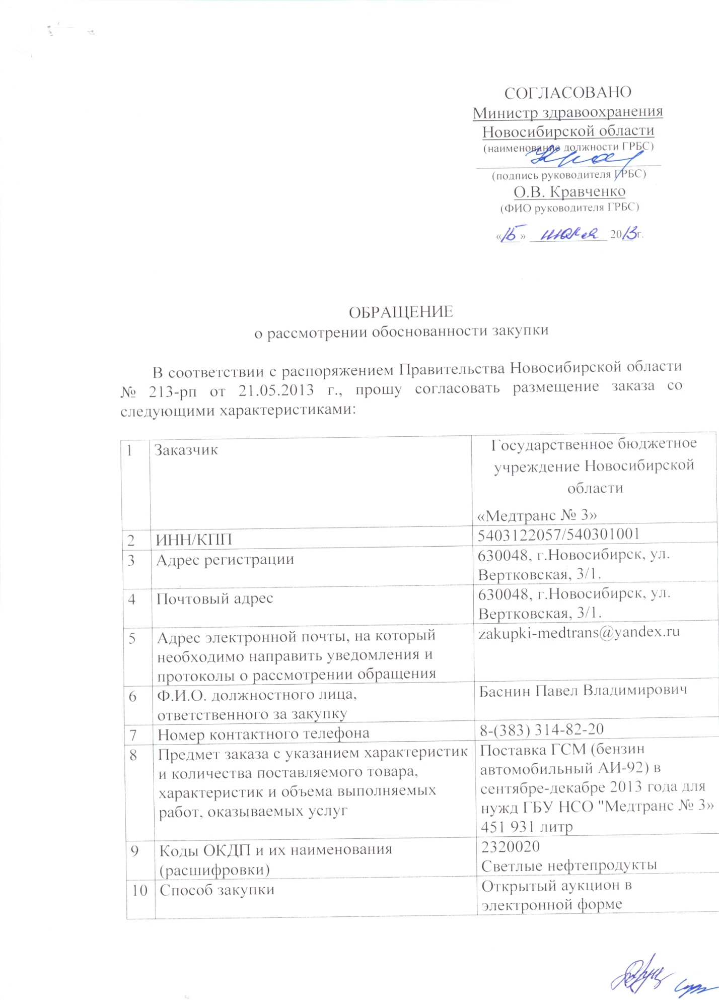 СОГЛАСОВАНО
Министр здравоохранения
Новосибирской области
(наименование должности ГРБС)
(подпись руководителя ГРБС)
О.В. Кравченко
(ФИО руководителя ГРБС)
«15» июля 2013г.
ОБРАЩЕНИЕ
о рассмотрении обоснованности закупки
В соответствии с распоряжением Правительства Новосибирской области
№ 213-рп от 21.05.2013 г., прошу согласовать размещение заказа со
следующими характеристиками:
1 Заказчик Государственное бюджетное
учреждение Новосибирской
области
«Медтранс № 3»
2 ИНН/КПП 5403122057/540301001
3 Адрес регистрации 630048, г.Новосибирск, ул.
Вертковская, 3/1.
4 Почтовый адрес 630048, г.Новосибирск, ул.
Вертковская, 3/1.
5 Адрес электронной почты, на который zakupki-medtrans@yandex.ru
необходимо направить уведомления и
протоколы о рассмотрении обращения
6 Ф.И.О. должностного лица, Баснин Павел Владимирович
ответственного за закупку
7 Номер контактного телефона 8-(383) 314-82-20
8 Предмет заказа с указанием характеристик Поставка ГСМ (бензин
и количества поставляемого товара, автомобильный АИ-92) в
характеристик и объема выполняемых сентябре-декабре 2013 года для
работ, оказываемых услуг нужд ГБУ НСО "Медтранс № 3»
451 931 литр
9 Коды ОКДП и их наименования 2320020
(расшифровки) Светлые нефтепродукты
10 Способ закупки Открытый аукцион в
электронной форме